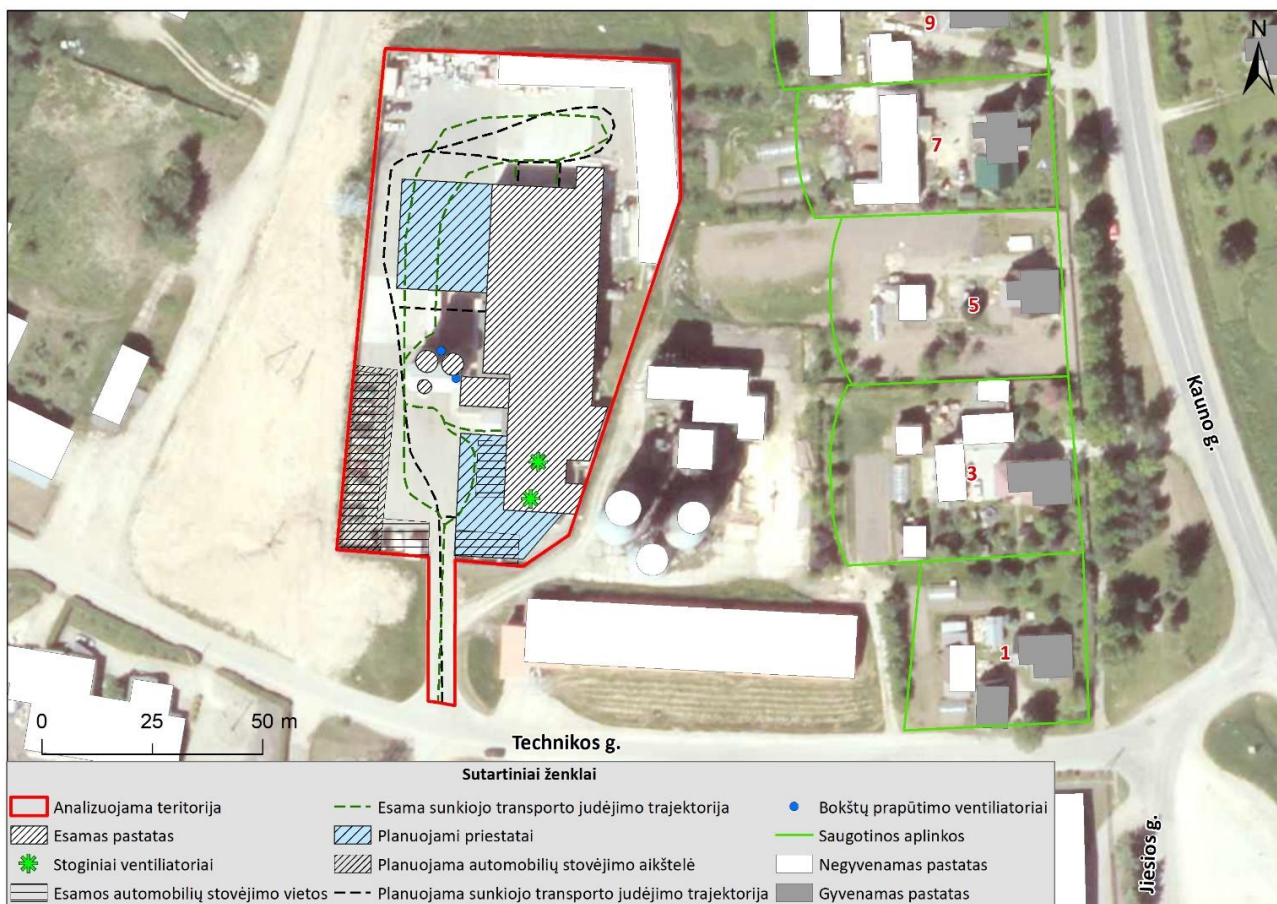 9
N
7
5
Kauno g.
3
1
0 25 50 m
Technikos g.
Jiesios g.
Sutartiniai ženklai
Analizuojama teritorija
Esama sunkiojo transporto judėjimo trajektorija
Bokštų prapūtimo ventiliatoriai
Esamas pastatas
Planuojami priestatai
Saugotinos aplinkos
Stoginiai ventiliatoriai
Planuojama automobilių stovėjimo aikštelė
Negyvenamas pastatas
Esamos automobilių stovėjimo vietos
Planuojama sunkiojo transporto judėjimo trajektorija
Gyvenamas pastatas